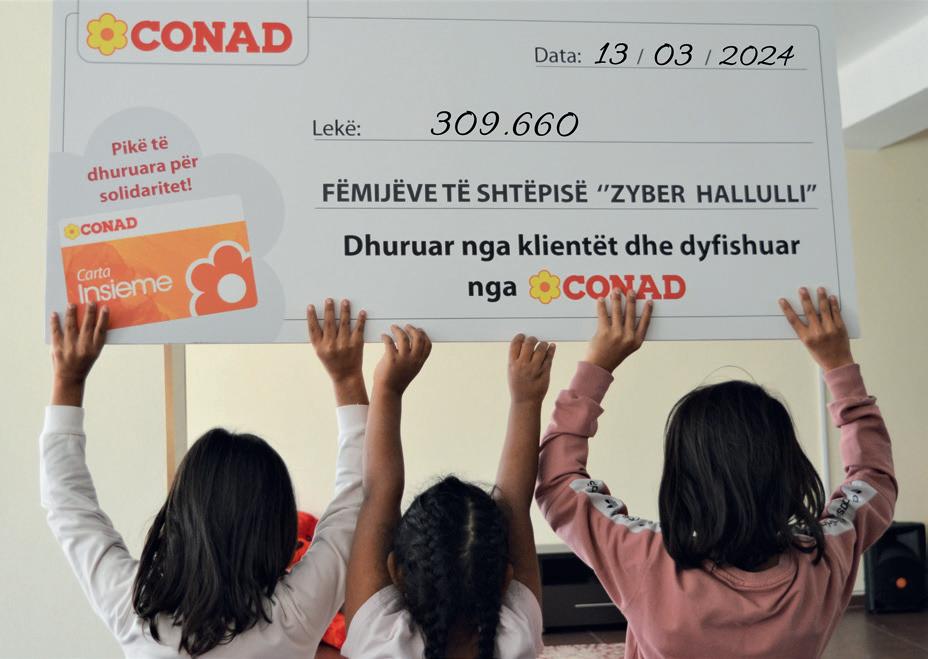 CONAD
Data: 13 / 03 / 2024
Lekë: 309.660
Pikë të
dhuruara për
solidaritet!
CONAD
Carta
Insieme
FËMIJËVE TË SHTËPISË ‘’ZYBER HALLULLI”
Dhuruar nga klientët dhe dyfishuar
nga CONAD